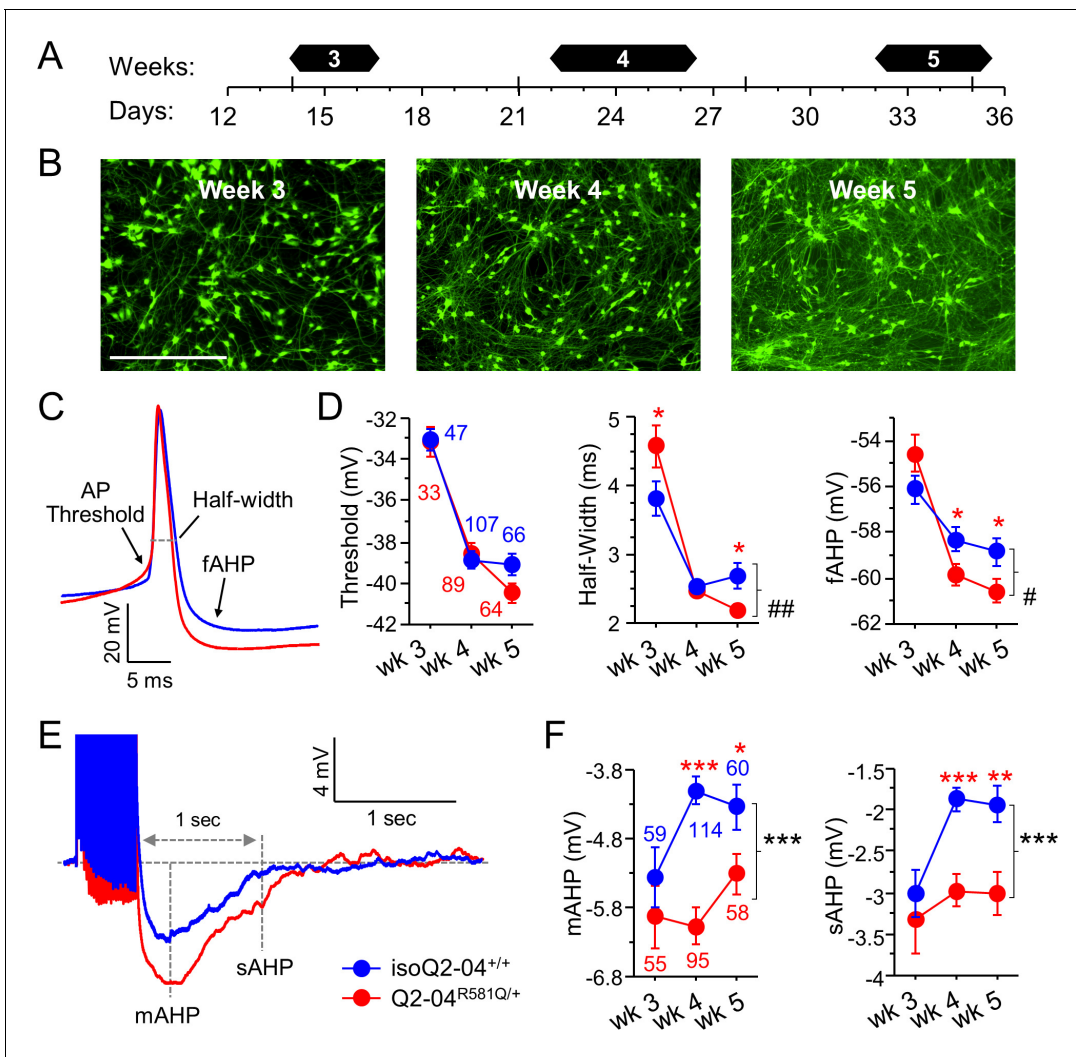 A
Weeks:
3
4
5
Days:
12
15
18
21
24
27
30
33
36
B
Week 3
Week 4
Week 5
C
AP
Threshold
Half-width
fAHP
20 mV
5 ms
D
Threshold (mV)
-32
-34
-36
-38
-40
-42
47
33
107
89
66
64
wk 3
wk 4
wk 5
Half-Width (ms)
5
4
3
2
*
*
##
wk 3
wk 4
wk 5
fAHP (mV)
-54
-56
-58
-60
-62
*
*
#
wk 3
wk 4
wk 5
E
4 mV
1 sec
1 sec
sAHP
mAHP
isoQ2-04+/+
Q2-04R581Q/+
F
mAHP (mV)
-3.8
-4.8
-5.8
-6.8
59
55
***
114
95
*
60
58
***
wk 3
wk 4
wk 5
sAHP (mV)
-1.5
-2
-2.5
-3
-3.5
-4
***
**
***
wk 3
wk 4
wk 5